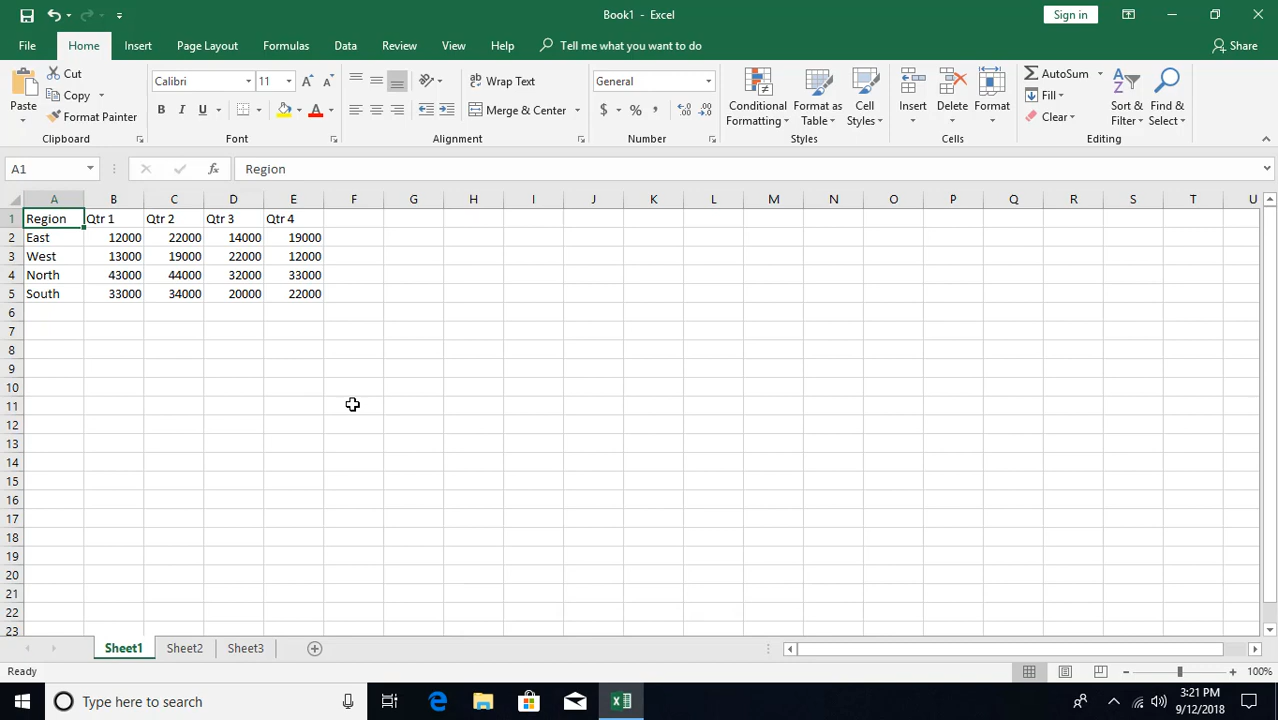 Book1 - Excel
Sign in
File Home Insert Page Layout Formulas Data Review View Help Tell me what you want to do Share
Paste
Cut
Copy
Format Painter
Clipboard
Calibri 11
B I U
Font
Wrap Text
Merge & Center
Alignment
General
$ % ,
Number
Conditional Formatting
Format as Table
Cell Styles
Styles
Insert
Delete
Format
Cells
AutoSum
Fill
Clear
Sort & Filter
Find & Select
Editing
A1 fx Region
A B C D E F G H I J K L M N O P Q R S T U
1 Region Qtr 1 Qtr 2 Qtr 3 Qtr 4
2 East 12000 22000 14000 19000
3 West 13000 19000 22000 12000
4 North 43000 44000 32000 33000
5 South 33000 34000 20000 22000
6
7
8
9
10
11
12
13
14
15
16
17
18
19
20
21
22
23
Sheet1 Sheet2 Sheet3
Ready 100%
Type here to search
3:21 PM
9/12/2018